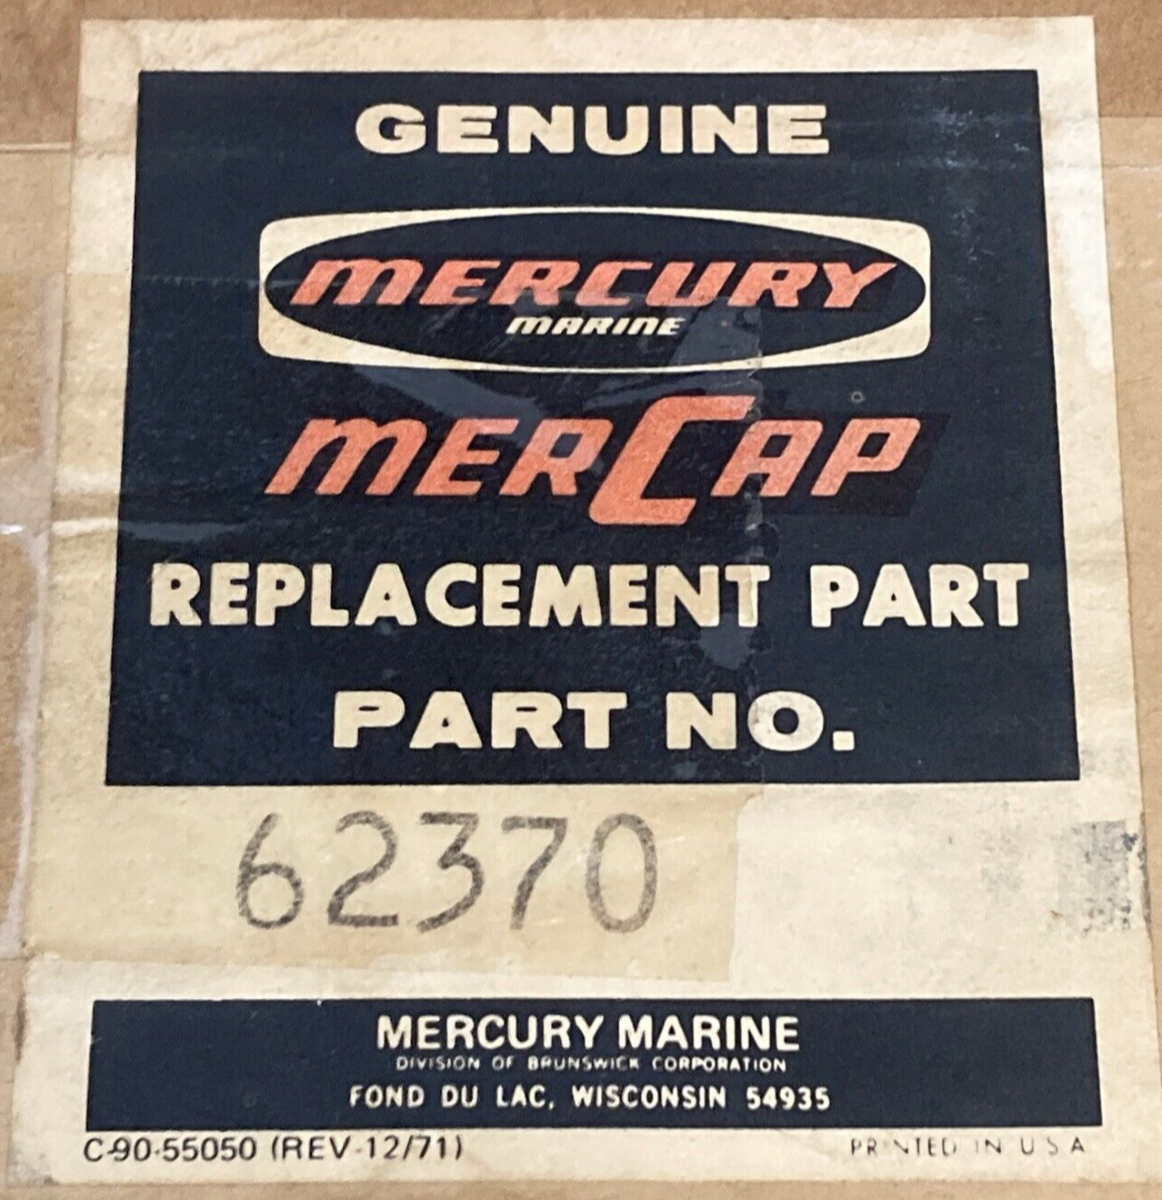 GENUINE
MERCURY
MARINE
MERCAP
REPLACEMENT PART
PART NO.
62370
MERCURY MARINE
DIVISION OF BRUNSWICK CORPORATION
FOND DU LAC, WISCONSIN 54935
C-90-55050 (REV-12/71)
PRINTED IN U S A